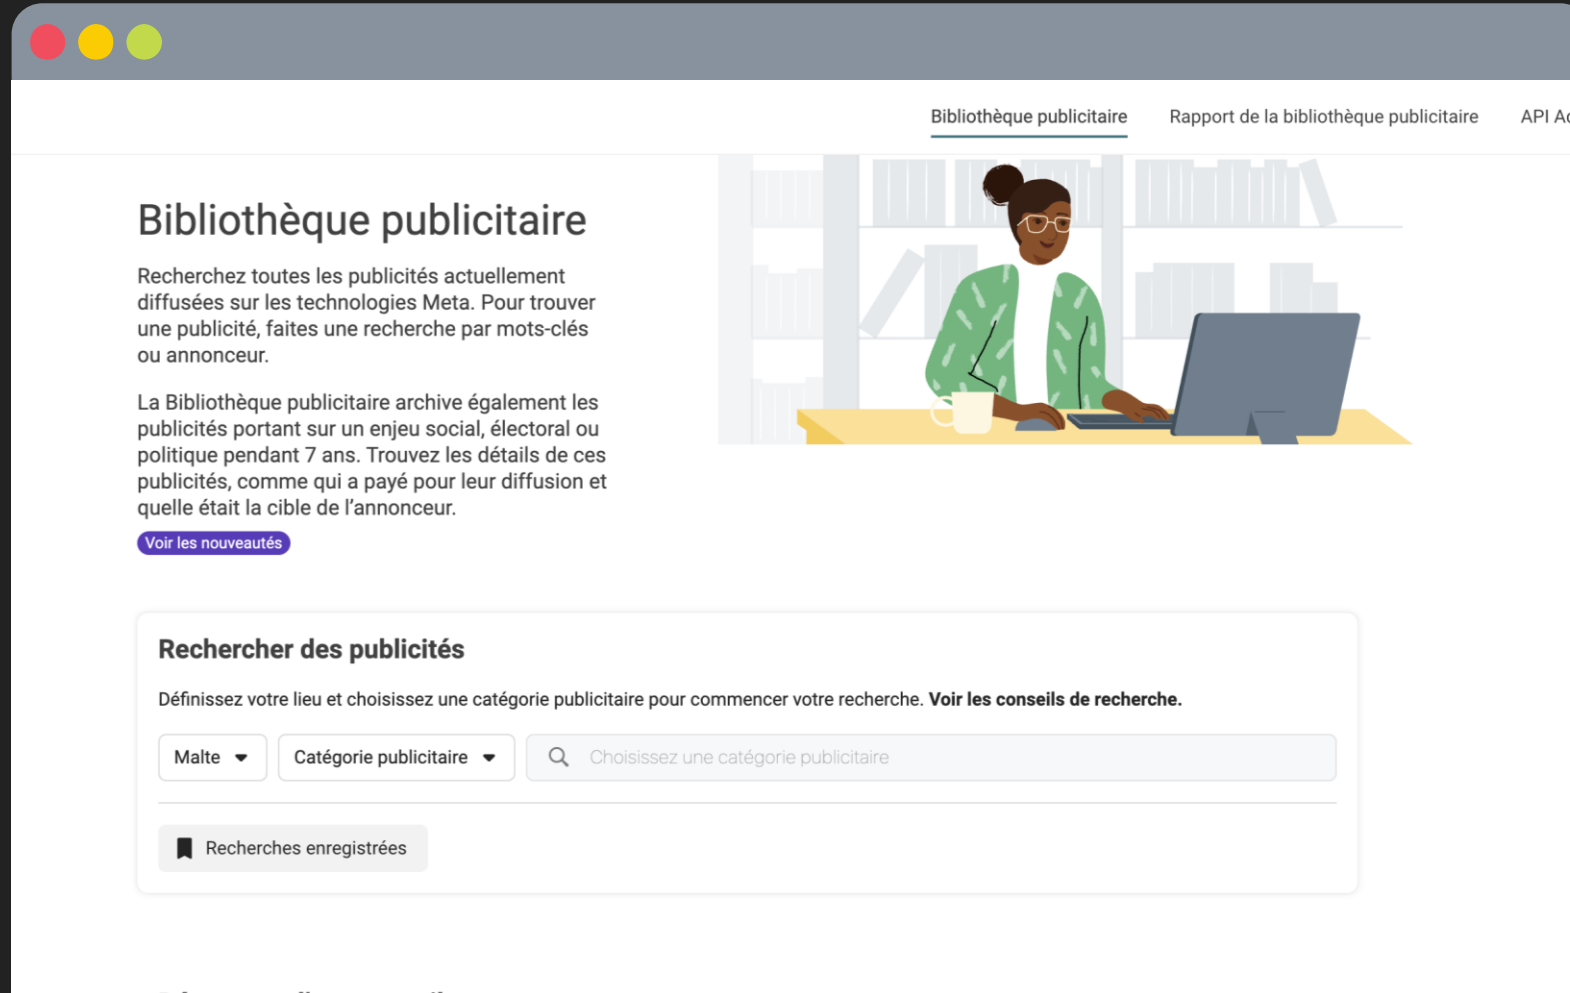 Bibliothèque publicitaire
Rapport de la bibliothèque publicitaire
API
Bibliothèque publicitaire
Recherchez toutes les publicités actuellement
diffusées sur les technologies Meta. Pour trouver
une publicité, faites une recherche par mots-clés
ou annonceur.
La Bibliothèque publicitaire archive également les
publicités portant sur un enjeu social, électoral ou
politique pendant 7 ans. Trouvez les détails de ces
publicités, comme qui a payé pour leur diffusion et
quelle était la cible de l’annonceur.
Voir les nouveautés
Rechercher des publicités
Définissez votre lieu et choisissez une catégorie publicitaire pour commencer votre recherche. Voir les conseils de recherche.
Malte
Catégorie publicitaire
Choisissez une catégorie publicitaire
Recherches enregistrées